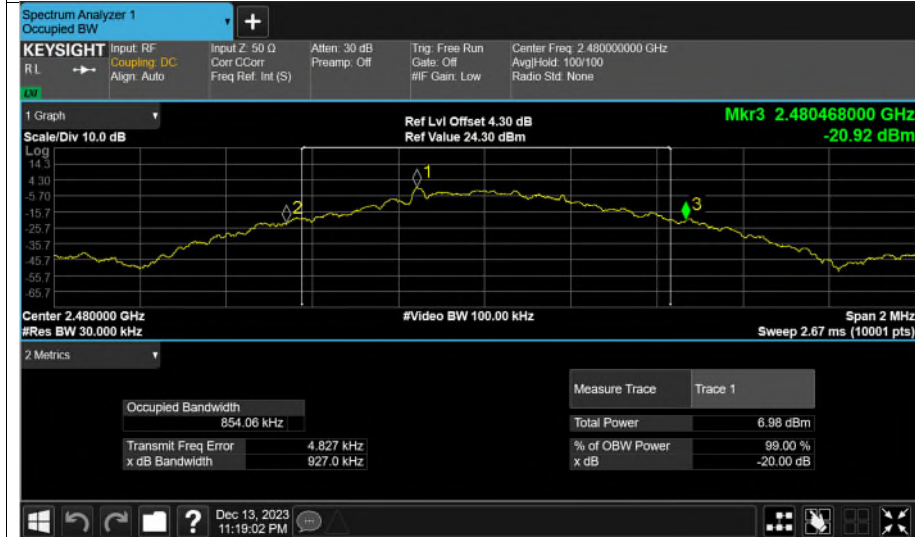 Spectrum Analyzer 1
Occupied BW
+
KEYSIGHT
RL
LXI
Input: RF
Coupling: DC
Align: Auto
Input Z: 50 Ω
Corr CCorr
Freq Ref: Int (S)
Atten: 30 dB
Preamp: Off
Trig: Free Run
Gate: Off
#IF Gain: Low
Center Freq: 2.480000000 GHz
Avg|Hold: 100/100
Radio Std: None
1 Graph
Scale/Div 10.0 dB
Ref Lvl Offset 4.30 dB
Ref Value 24.30 dBm
Mkr3 2.480468000 GHz
-20.92 dBm
Log
14.3
4.30
-5.70
-15.7
-25.7
-35.7
-45.7
-55.7
-65.7
1
2
3
Center 2.480000 GHz
#Res BW 30.000 kHz
#Video BW 100.00 kHz
Span 2 MHz
Sweep 2.67 ms (10001 pts)
2 Metrics
Occupied Bandwidth
854.06 kHz
Transmit Freq Error 4.827 kHz
x dB Bandwidth 927.0 kHz
Measure Trace Trace 1
Total Power 6.98 dBm
% of OBW Power 99.00 %
x dB -20.00 dB
?
Dec 13, 2023
11:19:02 PM